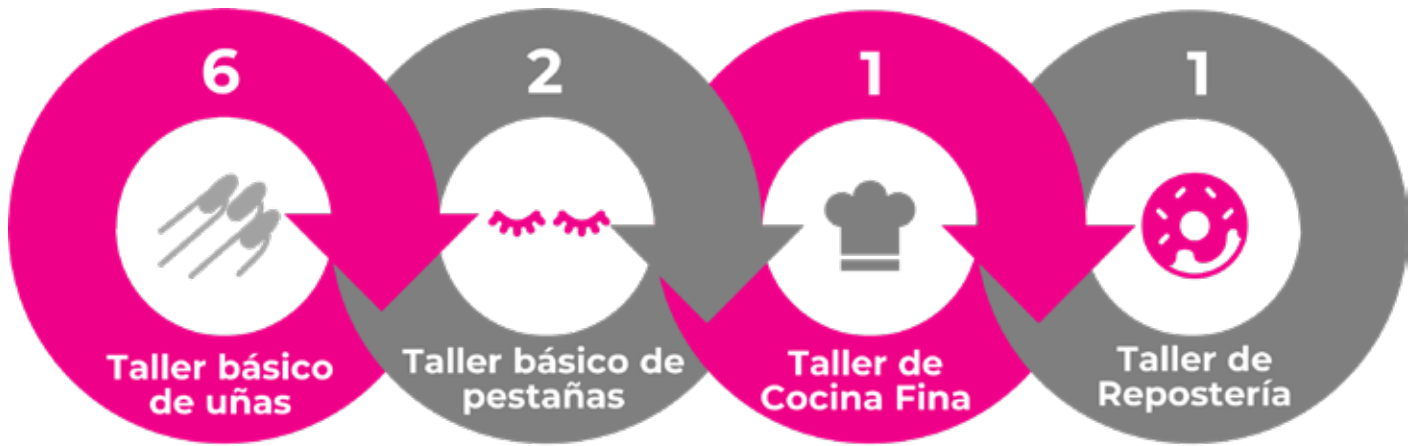 6
Taller básico
de uñas
2
Taller básico de
pestañas
1
Taller de
Cocina Fina
1
Taller de
Repostería